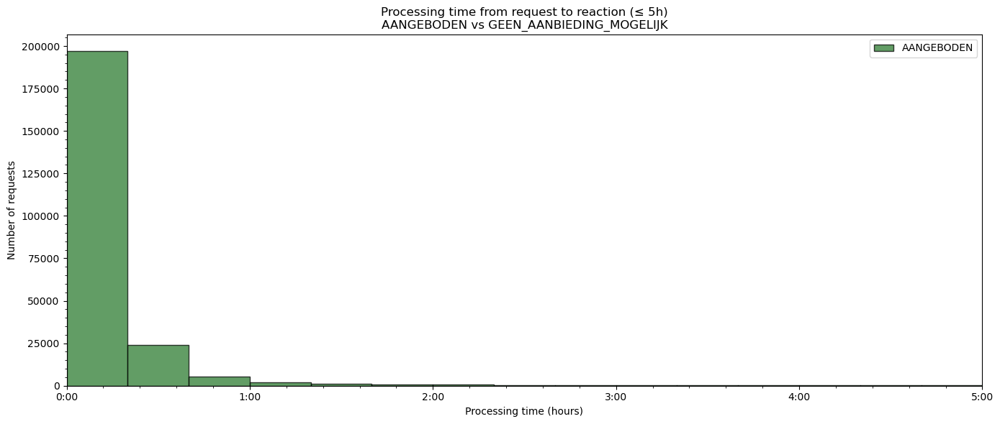 Processing time from request to reaction (≤ 5h)
AANGEBODEN vs GEEN_AANBIEDING_MOGELIJK
AANGEBODEN
Number of requests
200000
175000
150000
125000
100000
75000
50000
25000
0
0:00 1:00 2:00 3:00 4:00 5:00
Processing time (hours)